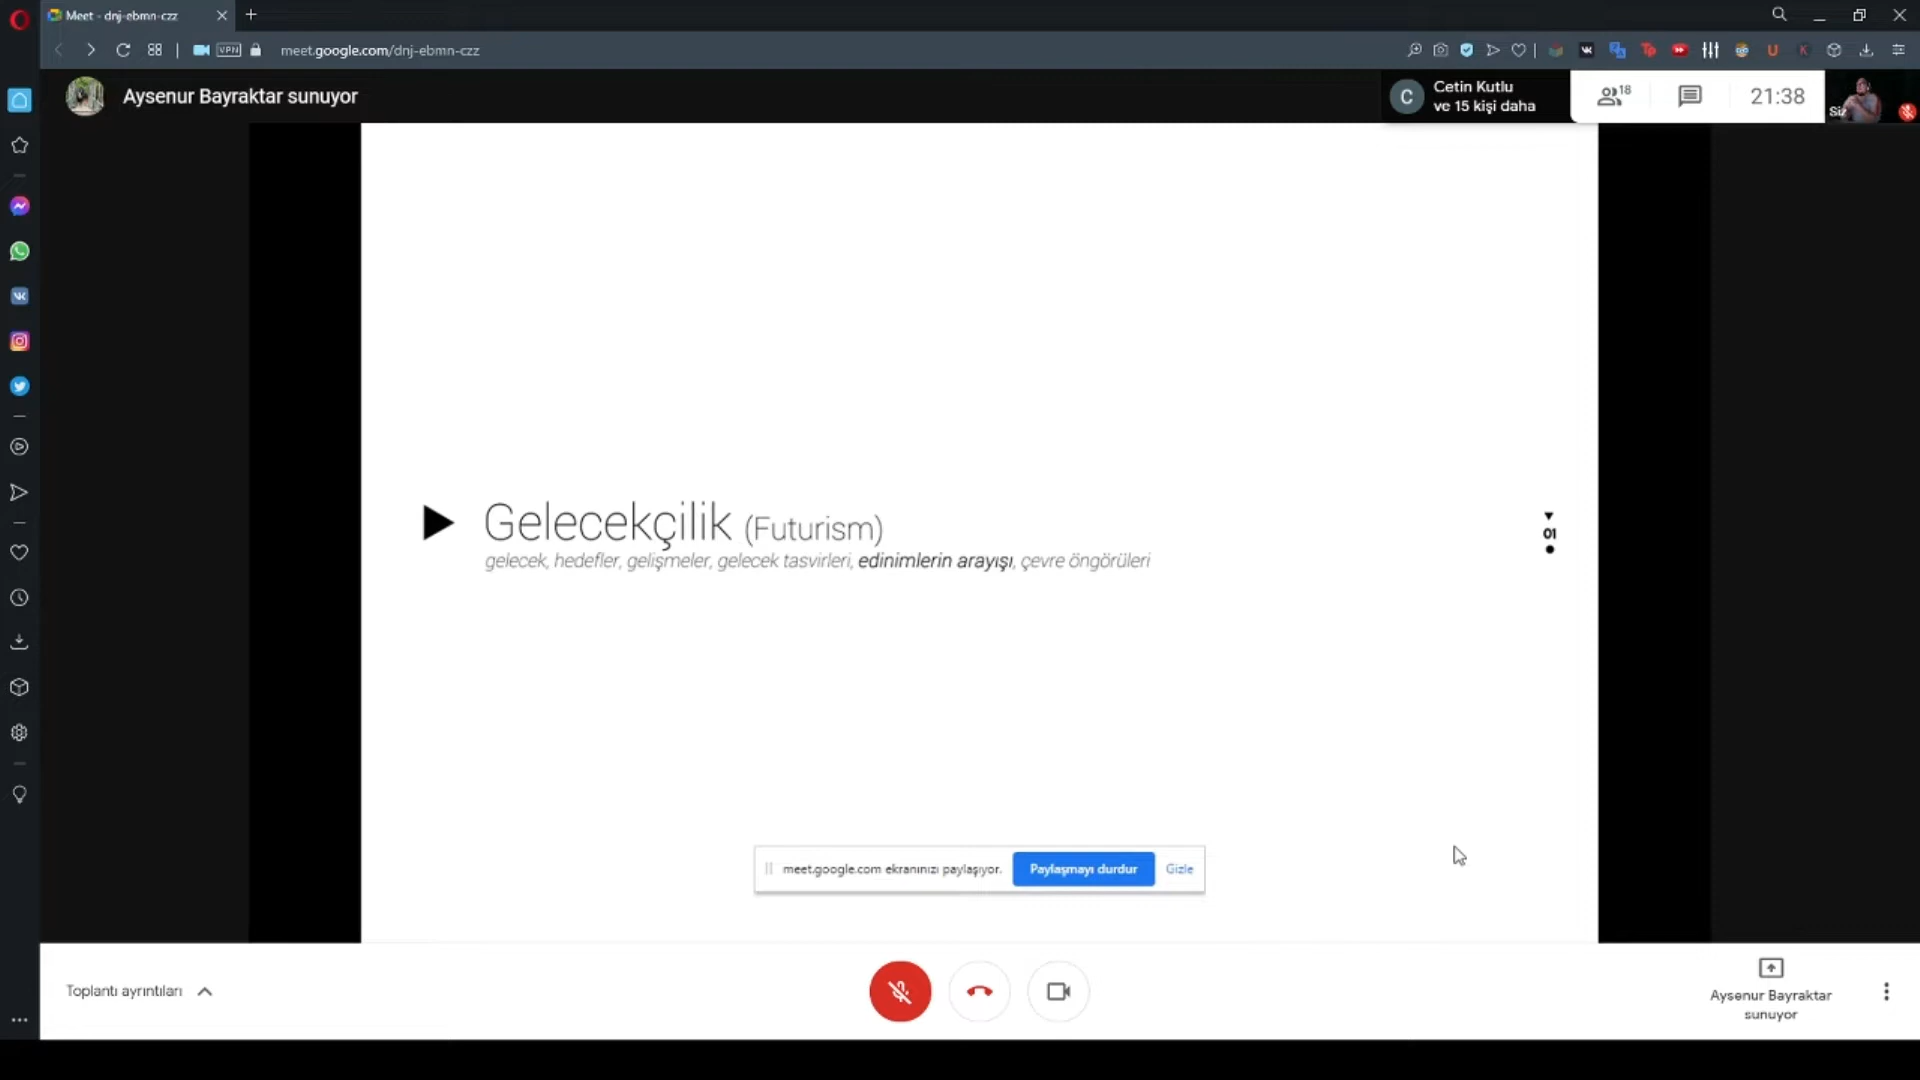 Meet - dnj-ebmn-czz
VPN
meet.google.com/dnj-ebmn-czz
Aysenur Bayraktar sunuyor
C
Cetin Kutlu
ve 15 kişi daha
18
21:38
Siz
Gelecekçilik (Futurism)
gelecek, hedefler, gelişmeler, gelecek tasvirleri, edinimlerin arayışı, çevre öngörüleri
01
meet.google.com ekranınızı paylaşıyor.
Paylaşmayı durdur
Gizle
Toplantı ayrıntıları
Aysenur Bayraktar
sunuyor